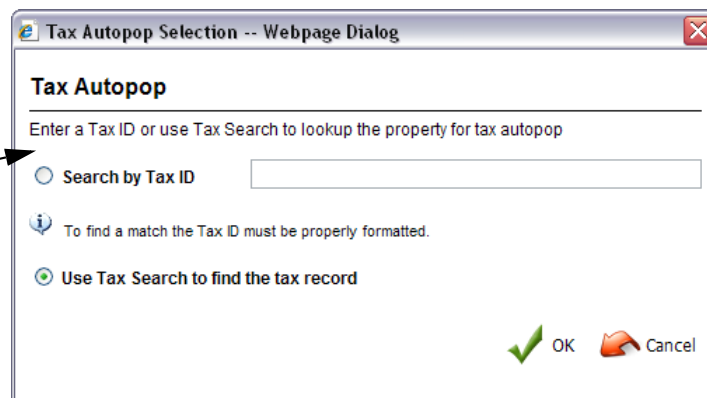 Tax Autopop Selection -- Webpage Dialog
Tax Autopop
Enter a Tax ID or use Tax Search to lookup the property for tax autopop
Search by Tax ID
To find a match the Tax ID must be properly formatted.
Use Tax Search to find the tax record
OK Cancel